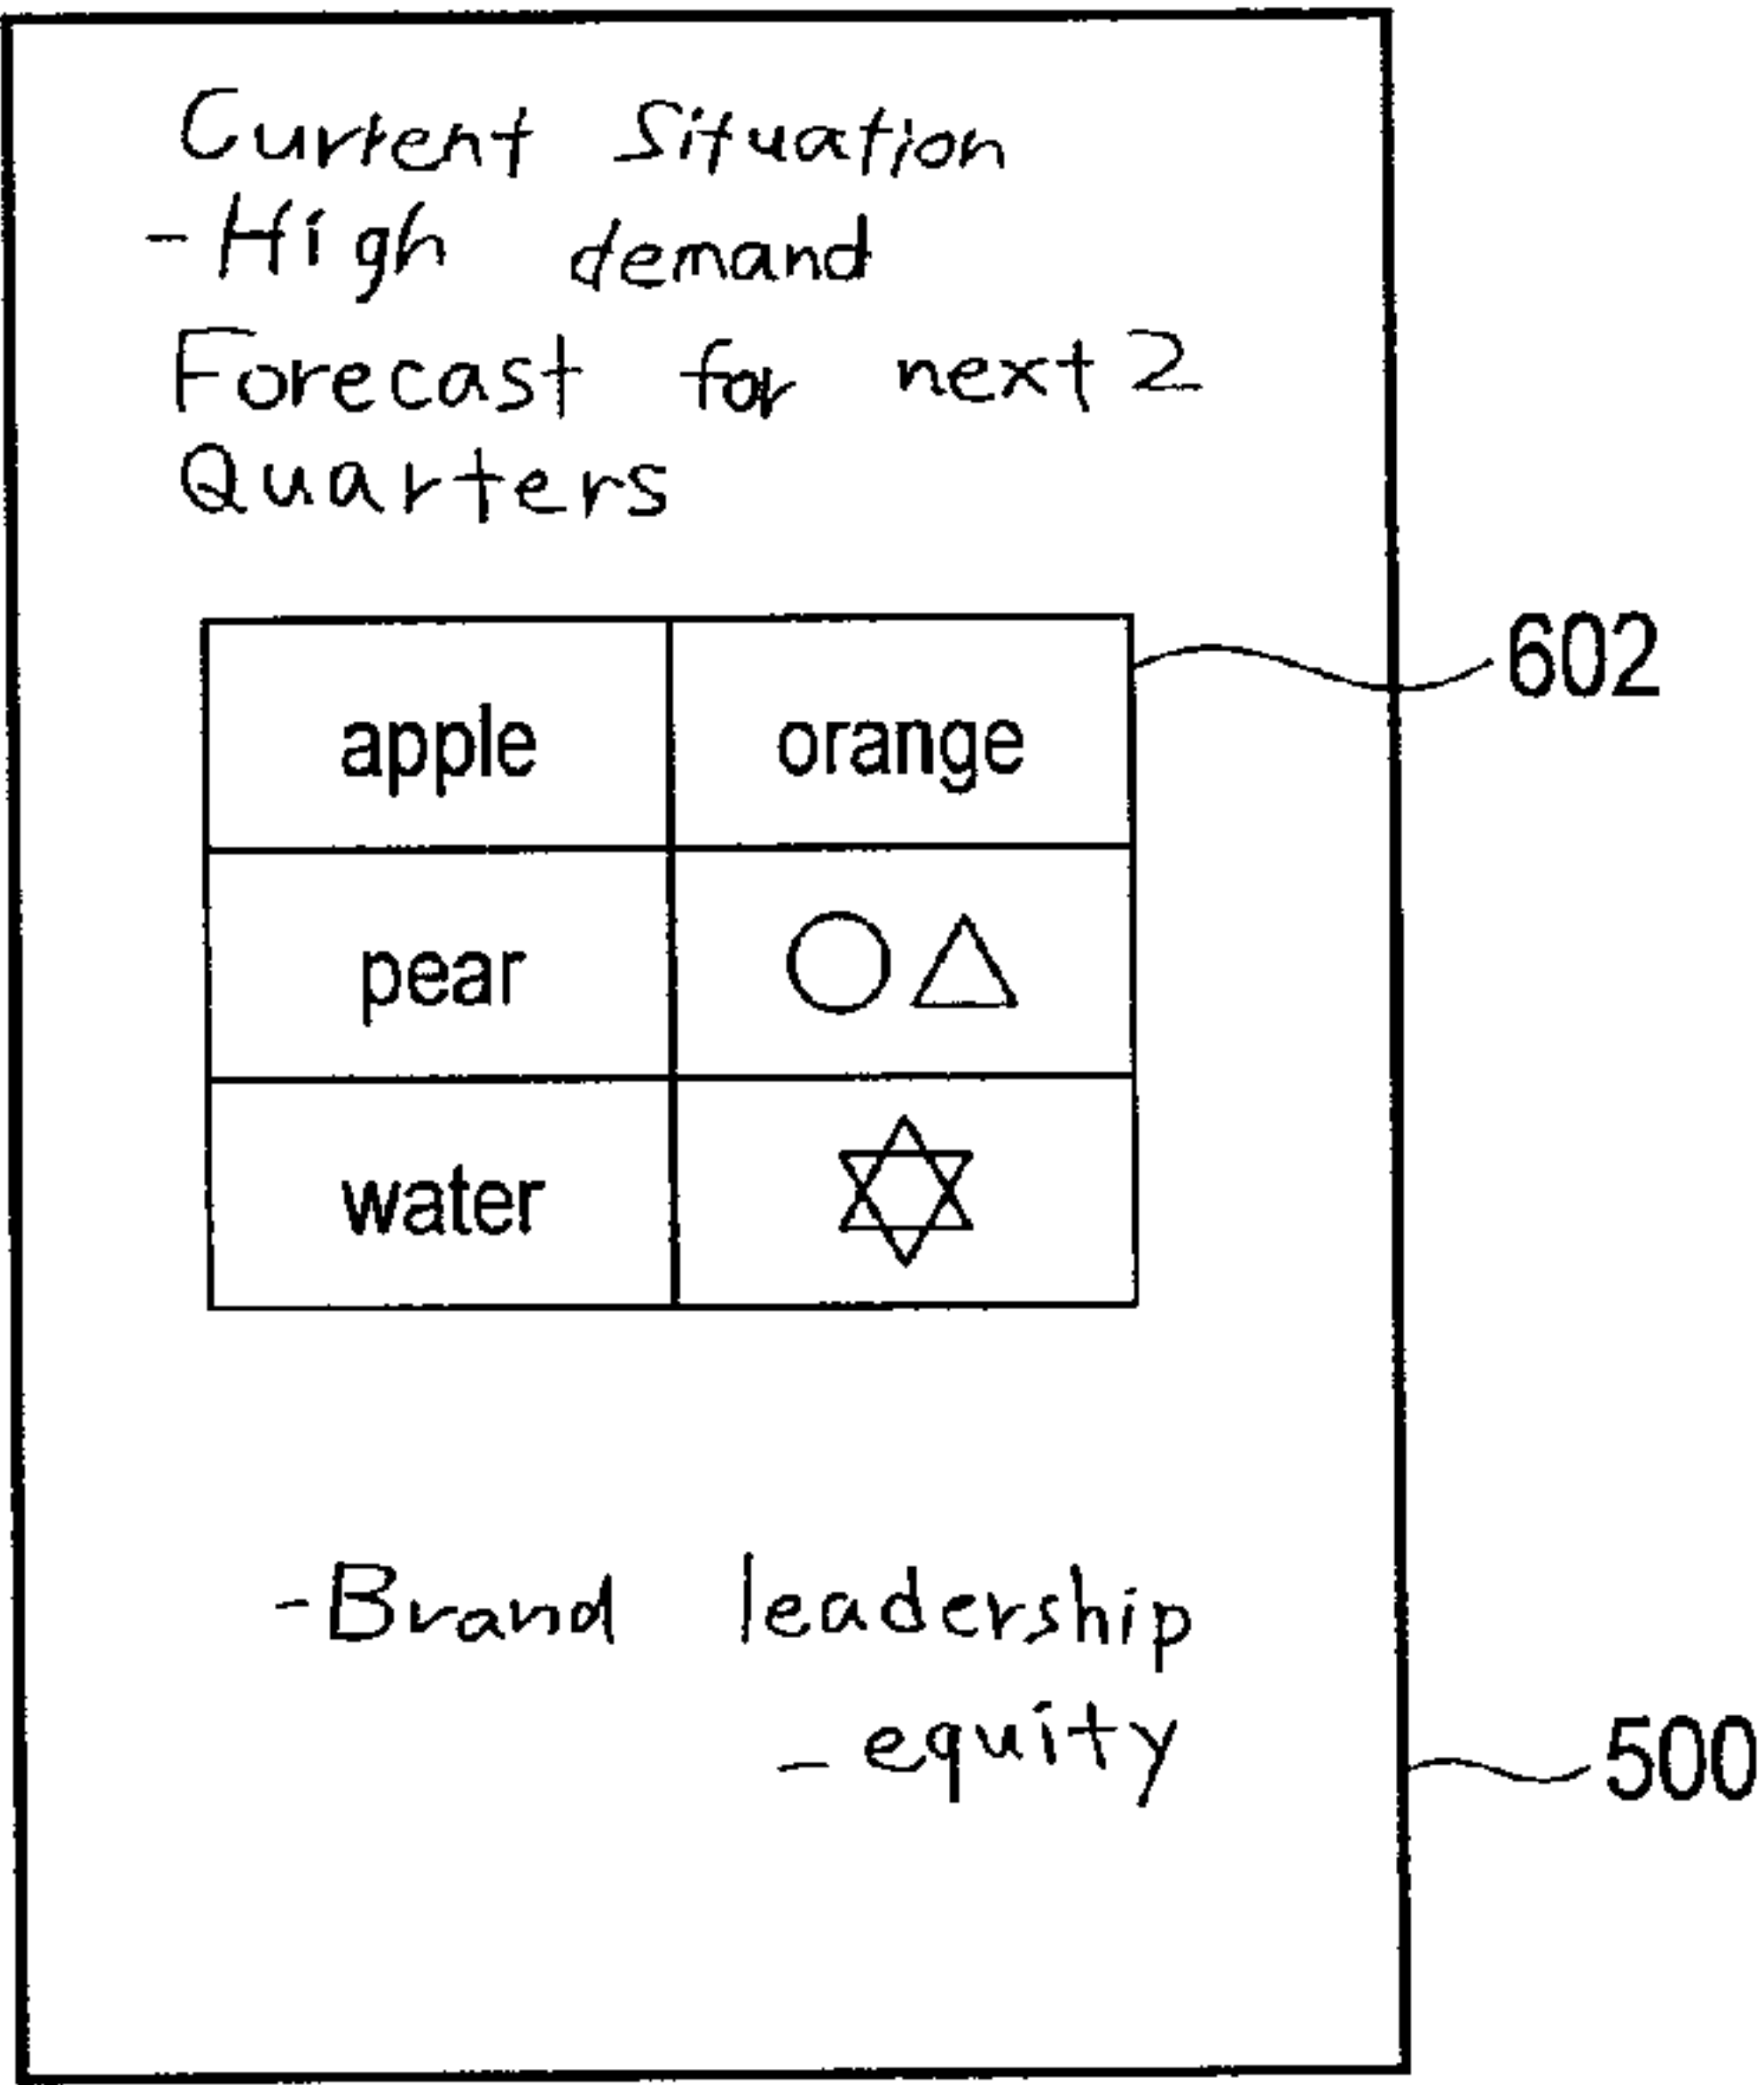 Current Situation
-High demand
Forecast for next 2
Quarters
602
apple orange
pear
water
-Brand leadership
-equity
500